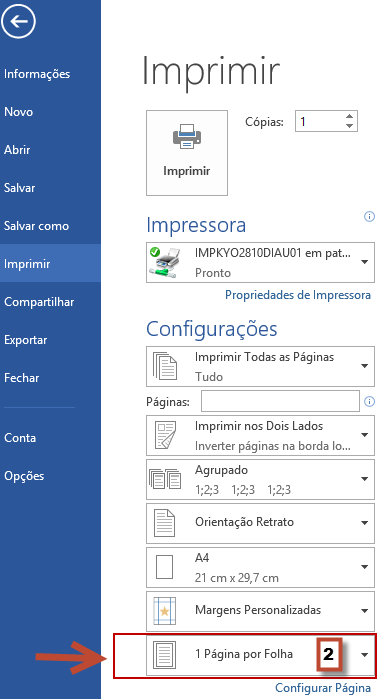 Informações
Novo
Abrir
Salvar
Salvar como
Imprimir
Compartilhar
Exportar
Fechar
Conta
Opções
Imprimir
Imprimir
Cópias: 1
Impressora
IMPKYO2810DIAU01 em pat...
Pronto
Propriedades de Impressora
Configurações
Imprimir Todas as Páginas
Tudo
Páginas:
Imprimir nos Dois Lados
Inverter páginas na borda lo...
Agrupado
1;2;3 1;2;3 1;2;3
Orientação Retrato
A4
21 cm x 29,7 cm
Margens Personalizadas
1 Página por Folha 2
Configurar Página